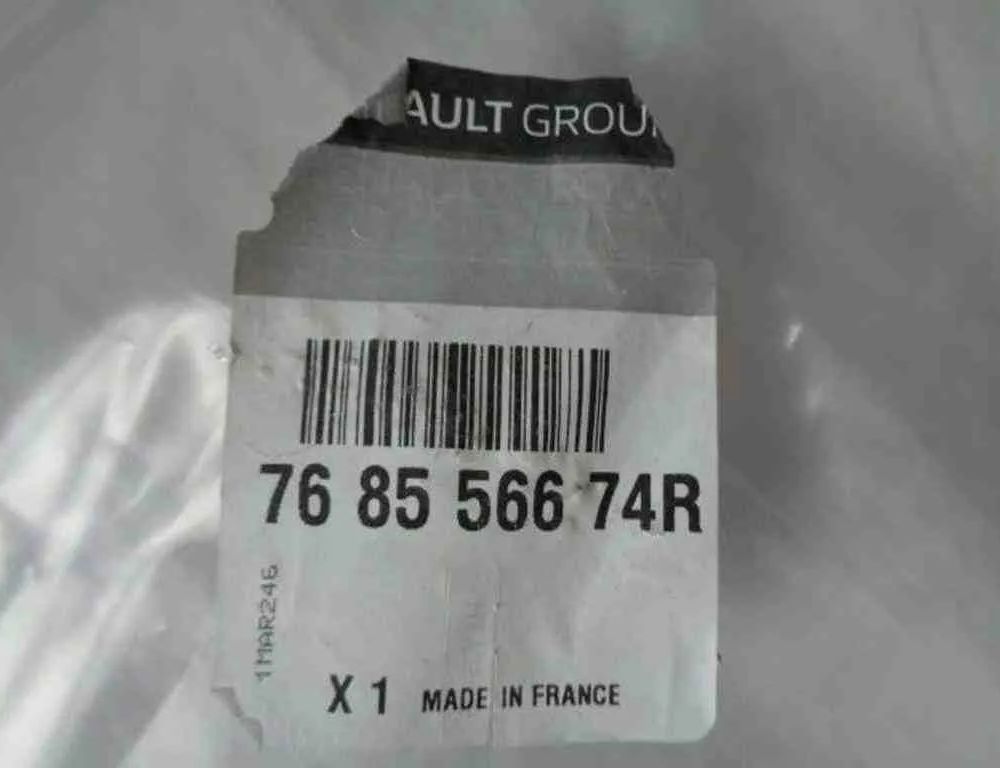 AULT GROU
76 85 566 74R
1MAR246
X 1 MADE IN FRANCE